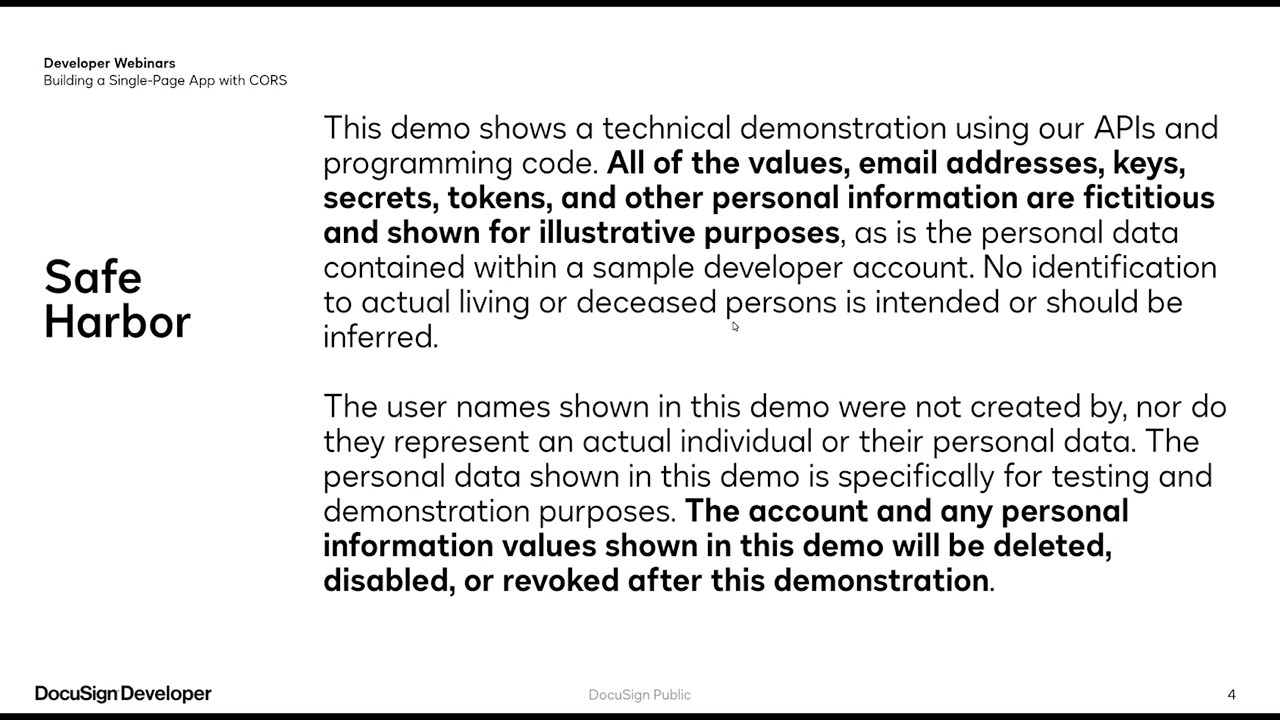 Developer Webinars
Building a Single-Page App with CORS
Safe
Harbor
This demo shows a technical demonstration using our APIs and
programming code. All of the values, email addresses, keys,
secrets, tokens, and other personal information are fictitious
and shown for illustrative purposes, as is the personal data
contained within a sample developer account. No identification
to actual living or deceased persons is intended or should be
inferred.
The user names shown in this demo were not created by, nor do
they represent an actual individual or their personal data. The
personal data shown in this demo is specifically for testing and
demonstration purposes. The account and any personal
information values shown in this demo will be deleted,
disabled, or revoked after this demonstration.
DocuSign Developer
DocuSign Public
4